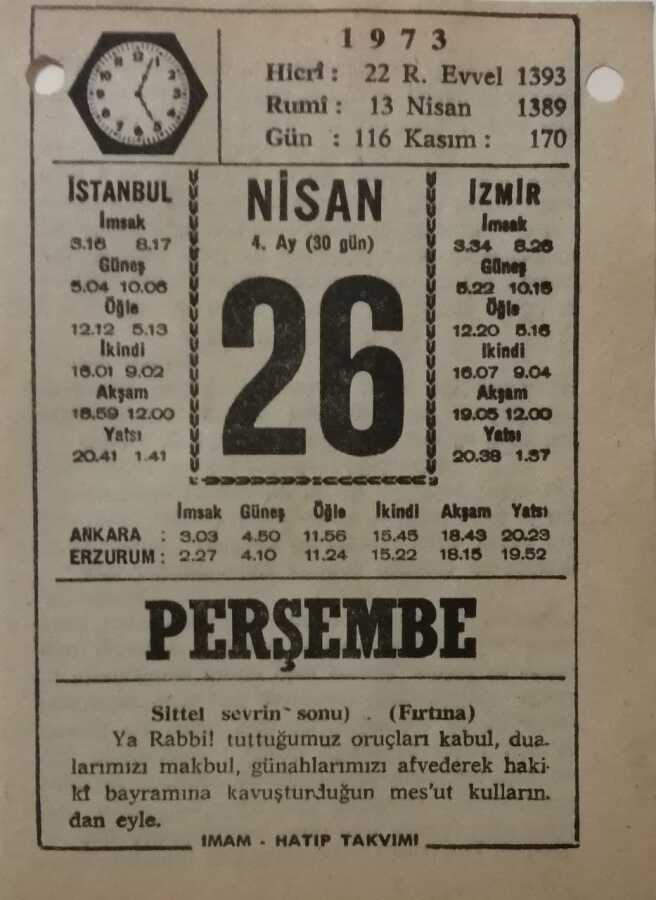 1973
Hicrî : 22 R. Evvel 1393
Rumî : 13 Nisan 1389
Gün : 116 Kasım : 170
İSTANBUL
İmsak
3.16 8.17
Güneş
5.04 10.06
Öğle
12.12 5.13
İkindi
16.01 9.02
Akşam
18.59 12.00
Yatsı
20.41 1.41
NİSAN
4. Ay (30 gün)
26
İZMİR
İmsak
3.34 8.26
Güneş
5.22 10.16
Öğle
12.20 5.16
İkindi
16.07 9.04
Akşam
19.05 12.00
Yatsı
20.38 1.37
İmsak Güneş Öğle İkindi Akşam Yatsı
ANKARA : 3.03 4.50 11.56 15.45 18.43 20.23
ERZURUM : 2.27 4.10 11.24 15.22 18.15 19.52
PERŞEMBE
Sittei sevrin sonu) . (Fırtına)
Ya Rabbi! tuttuğumuz oruçları kabul, dua-
larımızı makbul, günahlarımızı afvederek haki-
kî bayramına kavuşturduğun mes'ut kulların-
dan eyle.
İMAM - HATİP TAKVİMİ